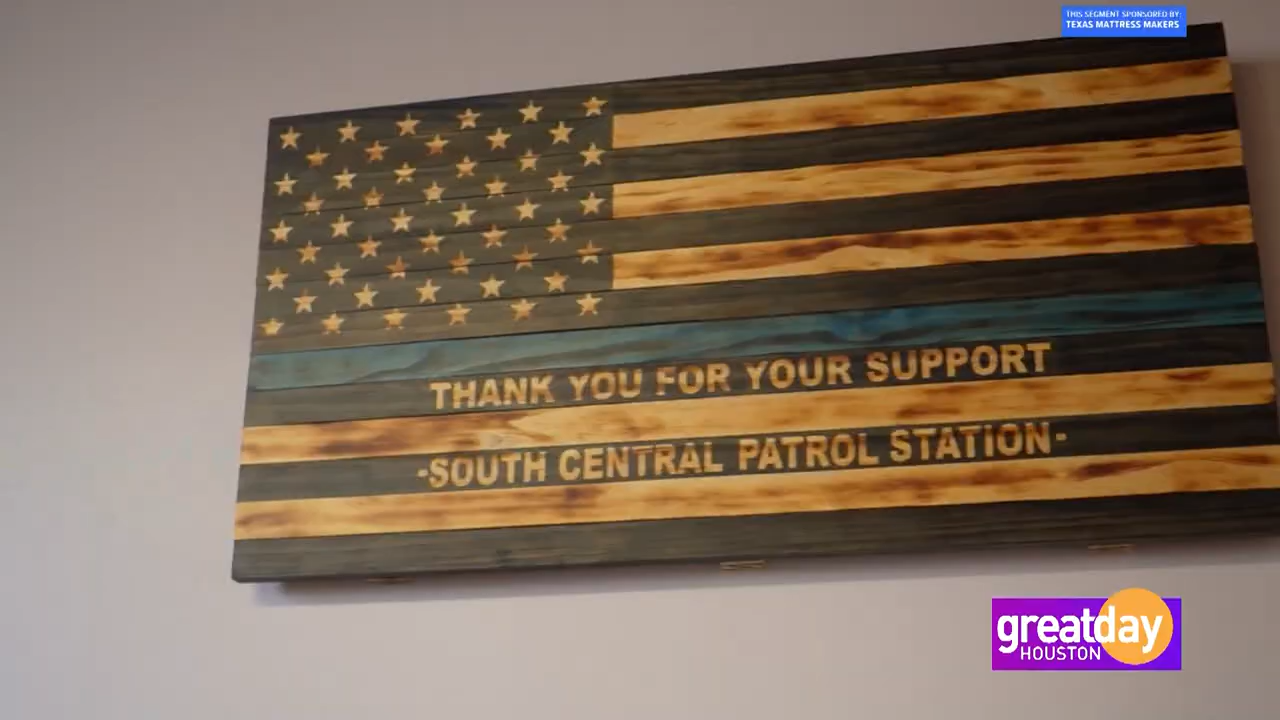 THIS SEGMENT SPONSORED BY:
TEXAS MATTRESS MAKERS
THANK YOU FOR YOUR SUPPORT
-SOUTH CENTRAL PATROL STATION-
greatday
HOUSTON